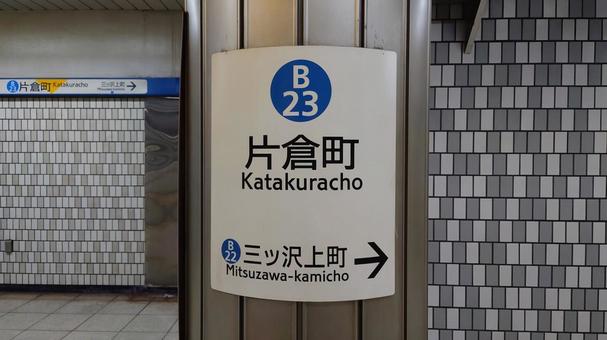 片倉町 Katakuracho 三ッ沢上町 →
B
23
片倉町
Katakuracho
B
22
三ッ沢上町 →
Mitsuzawa-kamicho